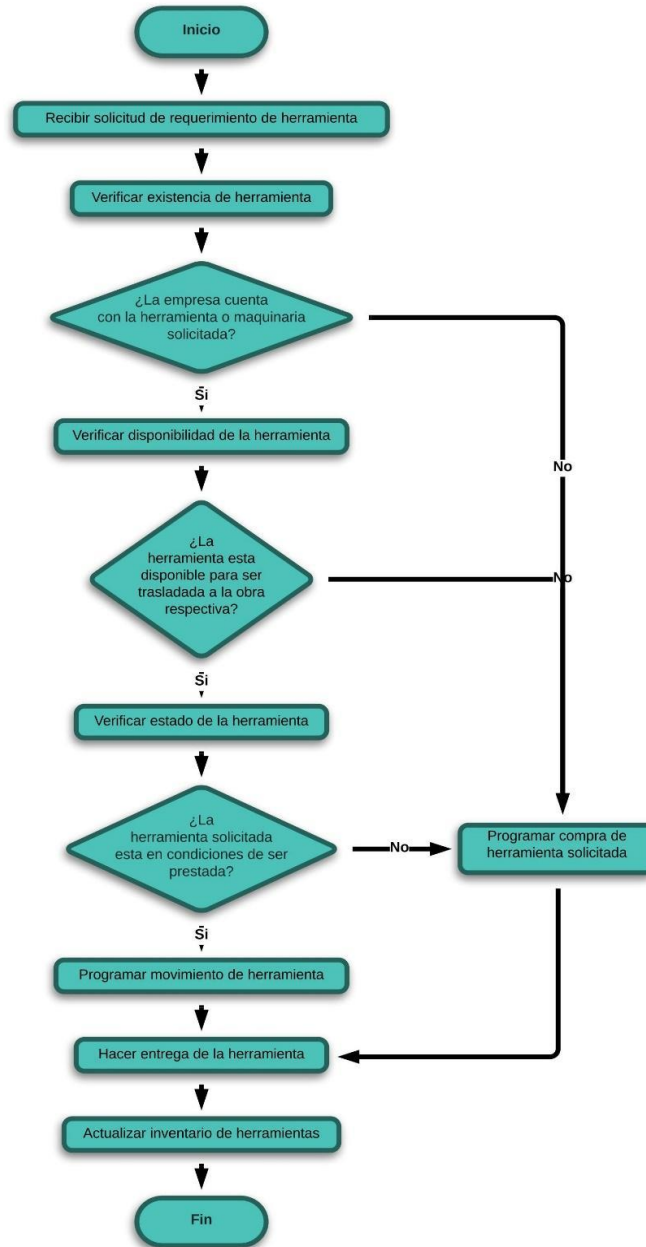 Inicio
Recibir solicitud de requerimiento de herramienta
Verificar existencia de herramienta
¿La empresa cuenta
con la herramienta o maquinaria
solicitada?
Si
No
Verificar disponibilidad de la herramienta
¿La
herramienta esta
disponible para ser
trasladada a la obra
respectiva?
No
Si
Verificar estado de la herramienta
¿La
herramienta solicitada
esta en condiciones de ser
prestada?
No
Programar compra de
herramienta solicitada
Si
Programar movimiento de herramienta
Hacer entrega de la herramienta
Actualizar inventario de herramientas
Fin